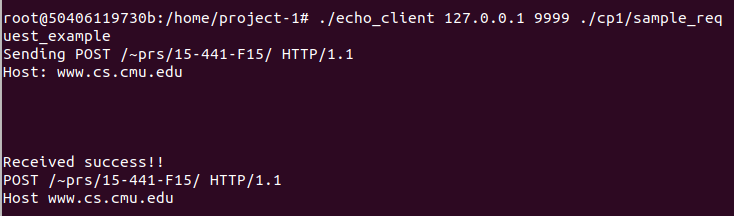 root@50406119730b:/home/project-1# ./echo_client 127.0.0.1 9999 ./cp1/sample_req
uest_example
Sending POST /~prs/15-441-F15/ HTTP/1.1
Host: www.cs.cmu.edu
Received success!!
POST /~prs/15-441-F15/ HTTP/1.1
Host www.cs.cmu.edu